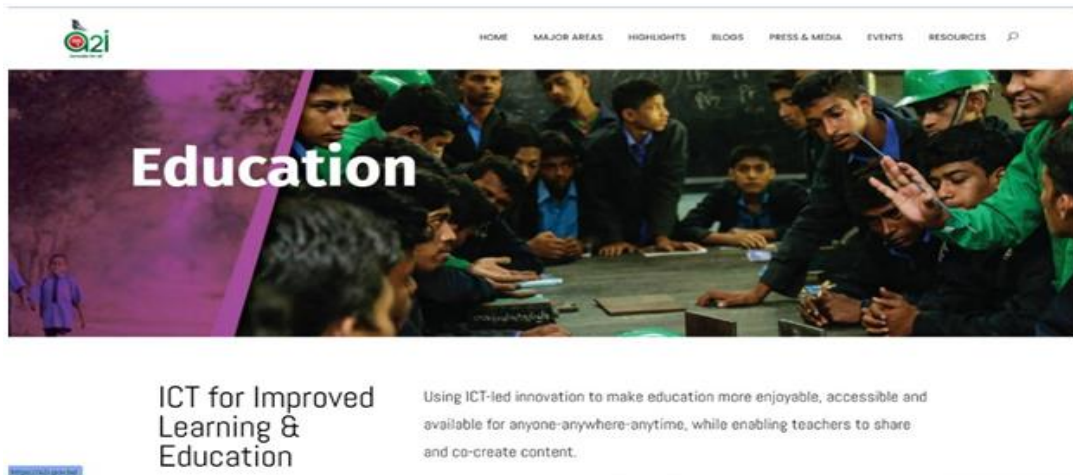 a2i
HOME MAJOR AREAS HIGHLIGHTS BLOGS PRESS & MEDIA EVENTS RESOURCES
Education
ICT for Improved
Learning &
Education
Using ICT-led innovation to make education more enjoyable, accessible and
available for anyone-anywhere-anytime, while enabling teachers to share
and co-create content.